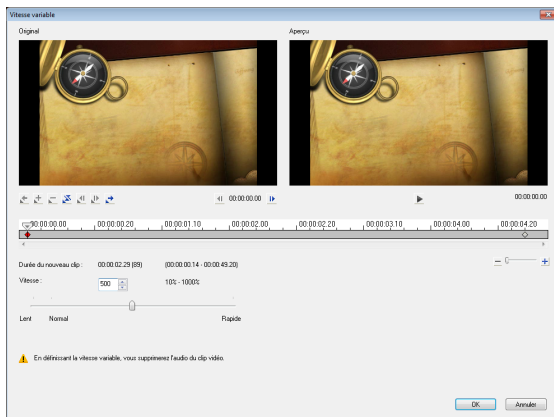 Vitesse variable
Original
Aperçu
00:00:00.00
00:00:00.00
00:00:00.00 00:00:00.20 00:00:01.10 00:00:02.00 00:00:02.20 00:00:03.10 00:00:04.00 00:00:04.20
Durée du nouveau clip : 00:00:02.29 (89) (00:00:00.14 - 00:00:49.20)
Vitesse : 500 10% - 1000%
Lent Normal Rapide
En définissant la vitesse variable, vous supprimerez l'audio du clip vidéo.
OK Annuler